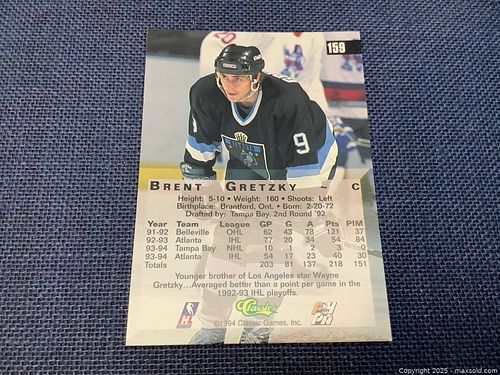 159
9
BRENT GRETZKY ~ C
Height: 5-10 • Weight: 160 • Shoots: Left
Birthplace: Brantford, Ont. • Born: 2-20-72
Drafted by: Tampa Bay, 2nd Round '92
Year Team League GP G A Pts PIM
91-92 Belleville OHL 62 43 78 121 37
92-93 Atlanta IHL 77 20 34 54 84
93-94 Tampa Bay NHL 10 1 2 3 0
93-94 Atlanta IHL 54 17 23 40 30
Totals 203 81 137 218 151
Younger brother of Los Angeles star Wayne
Gretzky...Averaged better than a point per game in the
1992-93 IHL playoffs.
Classic
©1994 Classic Games, Inc.
Copyright 2025 - maxsold.com